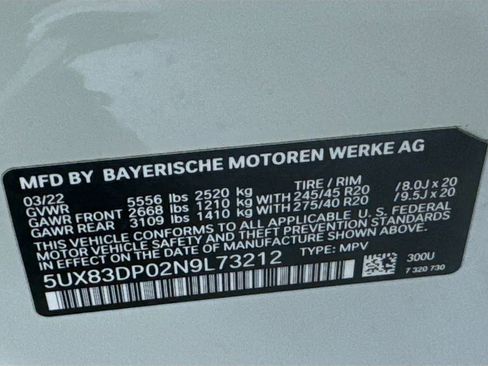 MFD BY BAYERISCHE MOTOREN WERKE AG
03/22 TIRE / RIM
GVWR 5556 lbs 2520 kg
GAWR FRONT 2668 lbs 1210 kg WITH 245/45 R20 /8.0J x 20
GAWR REAR 3109 lbs 1410 kg WITH 275/40 R20 /9.5J x 20
THIS VEHICLE CONFORMS TO ALL APPLICABLE U.S. FEDERAL
MOTOR VEHICLE SAFETY AND THEFT PREVENTION STANDARDS
IN EFFECT ON THE DATE OF MANUFACTURE SHOWN ABOVE.
5UX83DP02N9L73212 TYPE: MPV
300U
7 320 730